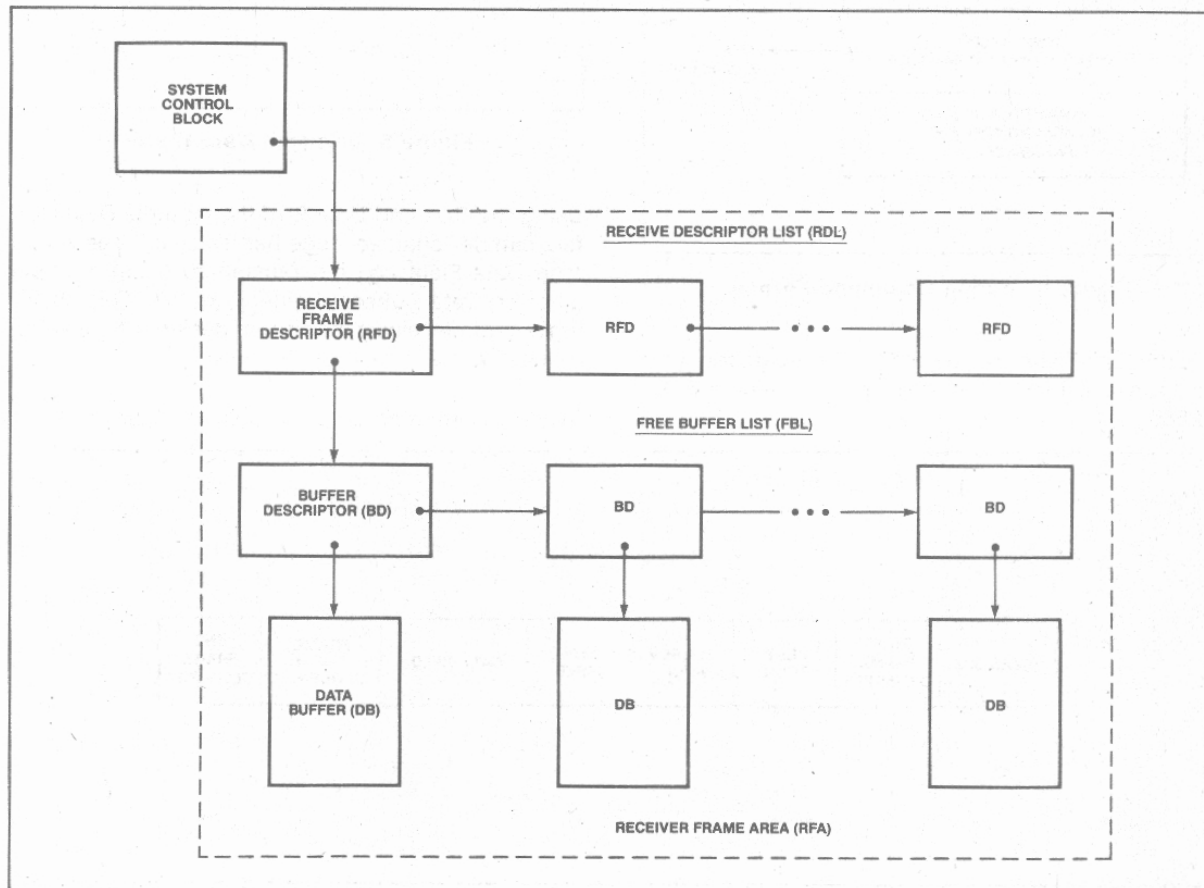 SYSTEM
CONTROL
BLOCK
RECEIVE DESCRIPTOR LIST (RDL)
RECEIVE
FRAME
DESCRIPTOR (RFD)
RFD
RFD
FREE BUFFER LIST (FBL)
BUFFER
DESCRIPTOR (BD)
BD
BD
DATA
BUFFER (DB)
DB
DB
RECEIVER FRAME AREA (RFA)